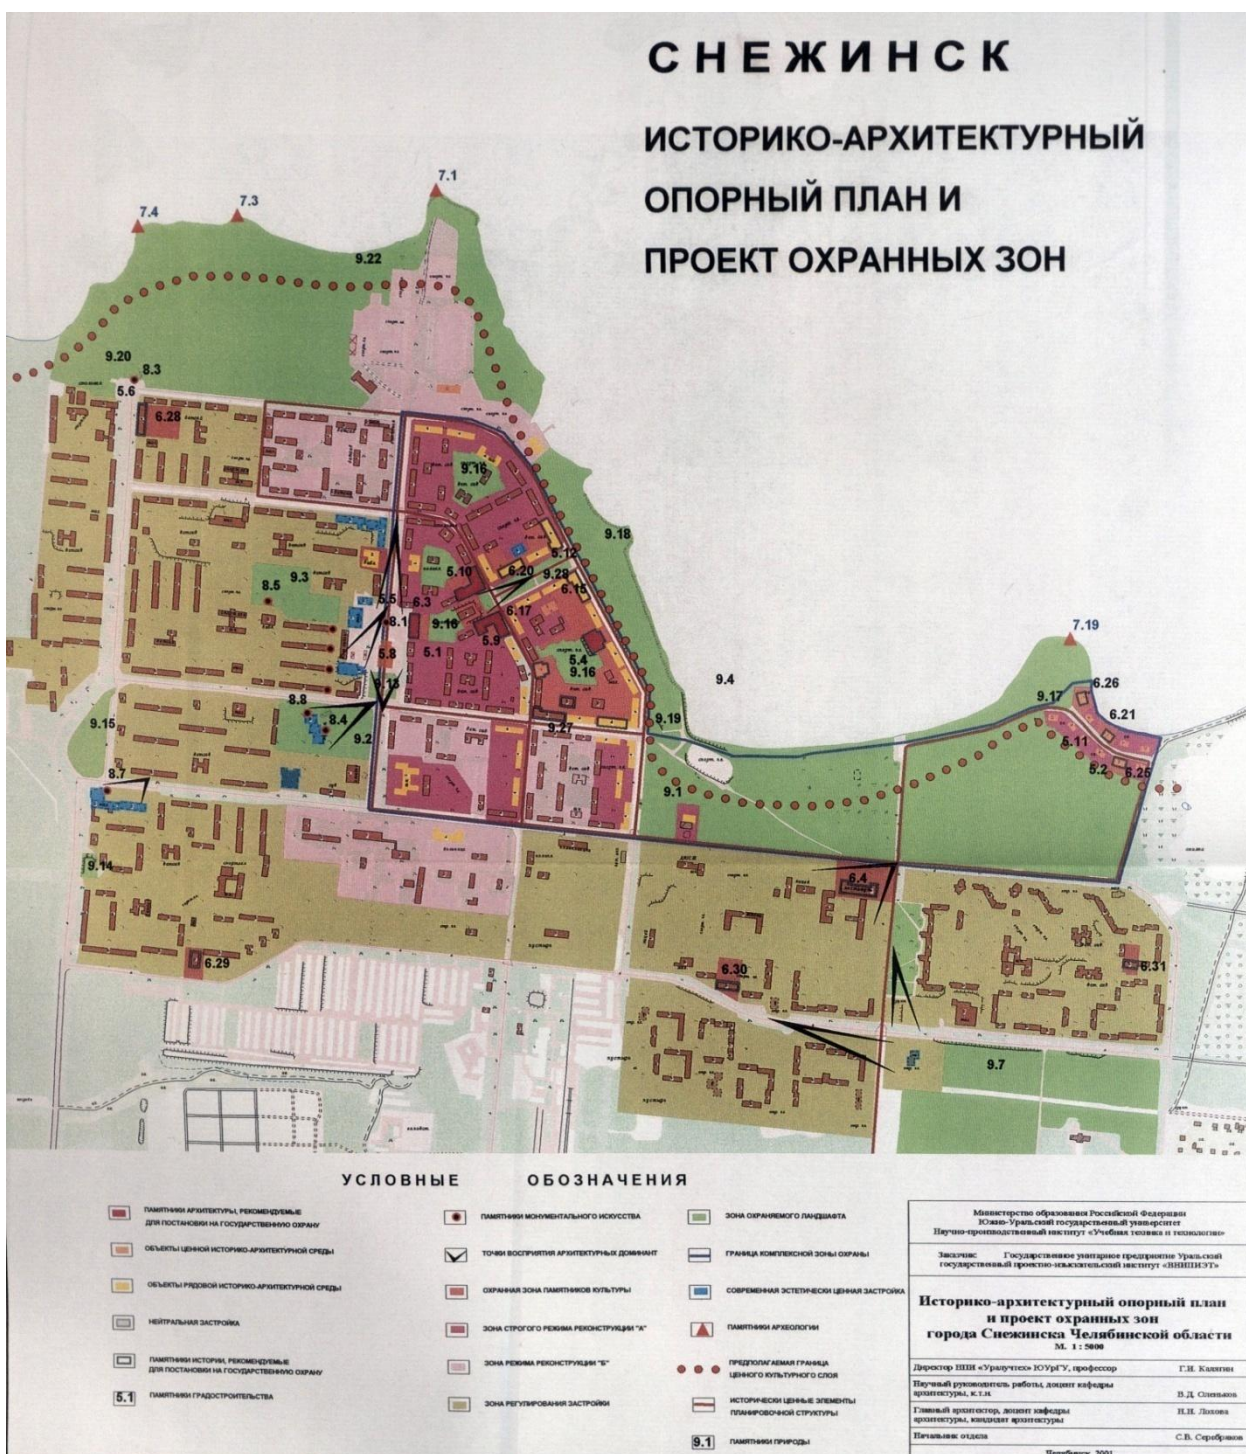 СНЕЖИНСК
ИСТОРИКО-АРХИТЕКТУРНЫЙ
ОПОРНЫЙ ПЛАН И
ПРОЕКТ ОХРАННЫХ ЗОН
7.1
7.3
7.4
9.22
9.20
8.3
5.6
6.28
9.16
9.18
5.12
6.20
9.28
5.10
6.15
9.3
8.5
5.5
6.3
8.1
9.16
6.17
5.9
5.1
5.8
5.4
9.16
7.19
9.4
9.13
6.26
9.17
8.8
8.4
9.15
9.2
9.27
9.19
6.21
5.11
5.2
6.25
8.7
9.1
9.14
6.4
6.29
6.30
6.31
9.7
УСЛОВНЫЕ ОБОЗНАЧЕНИЯ
ПАМЯТНИКИ АРХИТЕКТУРЫ, РЕКОМЕНДУЕМЫЕ
ДЛЯ ПОСТАНОВКИ НА ГОСУДАРСТВЕННУЮ ОХРАНУ
ОБЪЕКТЫ ЦЕННОЙ ИСТОРИКО-АРХИТЕКТУРНОЙ СРЕДЫ
ОБЪЕКТЫ РЯДОВОЙ ИСТОРИКО-АРХИТЕКТУРНОЙ СРЕДЫ
НЕЙТРАЛЬНАЯ ЗАСТРОЙКА
ПАМЯТНИКИ ИСТОРИИ, РЕКОМЕНДУЕМЫЕ
ДЛЯ ПОСТАНОВКИ НА ГОСУДАРСТВЕННУЮ ОХРАНУ
5.1 ПАМЯТНИКИ ГРАДОСТРОИТЕЛЬСТВА
ПАМЯТНИКИ МОНУМЕНТАЛЬНОГО ИСКУССТВА
ТОЧКИ ВОСПРИЯТИЯ АРХИТЕКТУРНЫХ ДОМИНАНТ
ОХРАННАЯ ЗОНА ПАМЯТНИКОВ КУЛЬТУРЫ
ЗОНА СТРОГОГО РЕЖИМА РЕКОНСТРУКЦИИ "А"
ЗОНА РЕЖИМА РЕКОНСТРУКЦИИ "Б"
ЗОНА РЕГУЛИРОВАНИЯ ЗАСТРОЙКИ
ЗОНА ОХРАНЯЕМОГО ЛАНДШАФТА
ГРАНИЦА КОМПЛЕКСНОЙ ЗОНЫ ОХРАНЫ
СОВРЕМЕННАЯ ЭСТЕТИЧЕСКИ ЦЕННАЯ ЗАСТРОЙКА
ПАМЯТНИКИ АРХЕОЛОГИИ
ПРЕДПОЛАГАЕМАЯ ГРАНИЦА
ЦЕННОГО КУЛЬТУРНОГО СЛОЯ
ИСТОРИЧЕСКИ ЦЕННЫЕ ЭЛЕМЕНТЫ
ПЛАНИРОВОЧНОЙ СТРУКТУРЫ
9.1 ПАМЯТНИКИ ПРИРОДЫ
Министерство образования Российской Федерации
Южно-Уральский государственный университет
Научно-производственный институт «Учебная техника и технологии»
Заказчик: Государственное унитарное предприятие Уральский
государственный проектно-изыскательский институт «ВНИПИЭТ»
Историко-архитектурный опорный план
и проект охранных зон
города Снежинска Челябинской области
М. 1 : 5000
Директор НПИ «Уралучтех» ЮУрГУ, профессор Г.И. Калягин
Научный руководитель работы, доцент кафедры
архитектуры, к.т.н. В.Д. Оленьков
Главный архитектор, доцент кафедры
архитектуры, кандидат архитектуры Н.Н. Лохова
Начальник отдела С.В. Серебряков
Челябинск, 2001